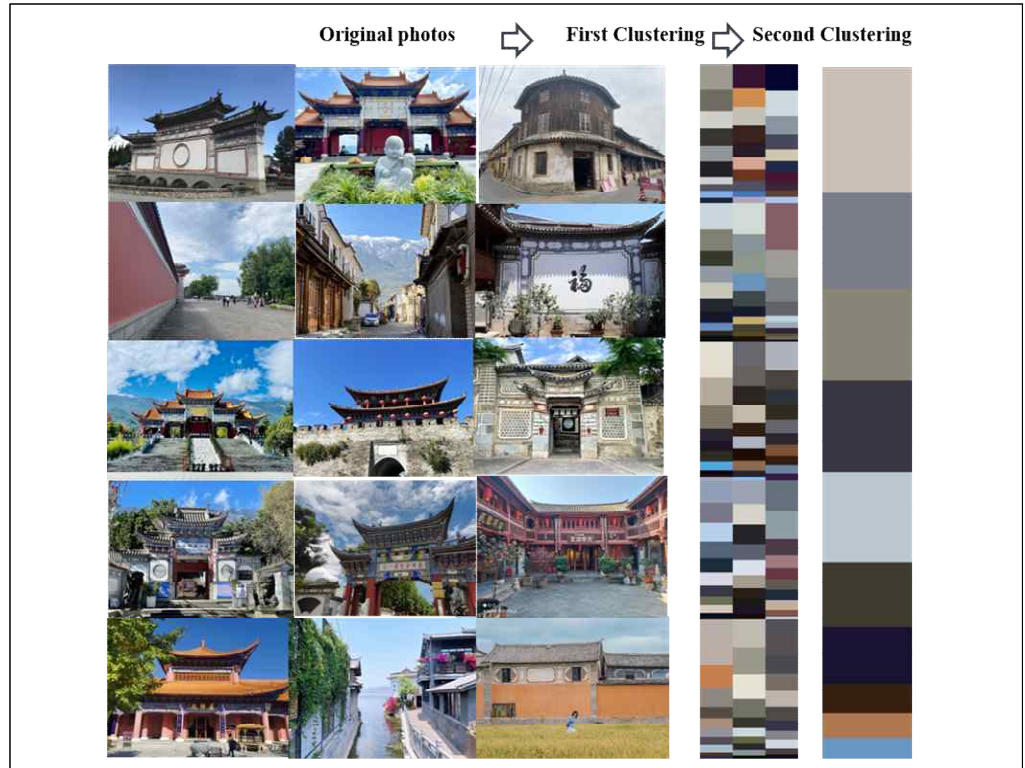 Original photos
First Clustering
Second Clustering
福